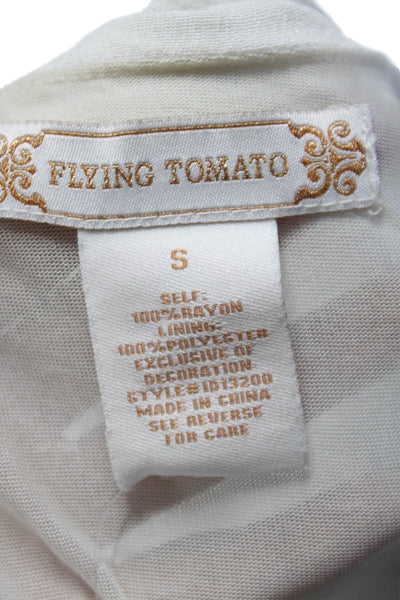 FLYING TOMATO
S
SELF:
100%RAYON
LINING:
100%POLYESTER
EXCLUSIVE OF
DECORATION
STYLE#ID13200
MADE IN CHINA
SEE REVERSE
FOR CARE